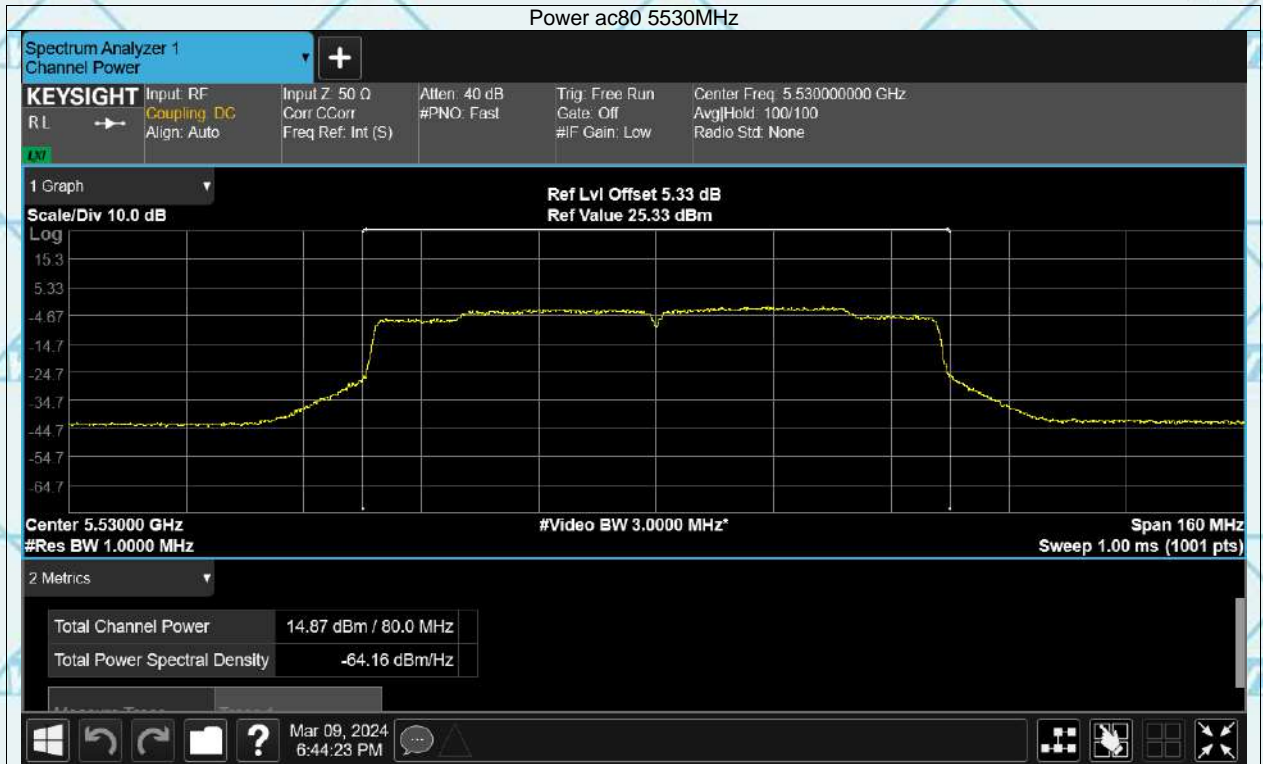 Power ac80 5530MHz
Spectrum Analyzer 1
Channel Power
+
KEYSIGHT
RL
LXI
Input: RF
Coupling: DC
Align: Auto
Input Z: 50 Ω
Corr CCorr
Freq Ref: Int (S)
Atten: 40 dB
#PNO: Fast
Trig: Free Run
Gate: Off
#IF Gain: Low
Center Freq: 5.530000000 GHz
Avg|Hold: 100/100
Radio Std: None
1 Graph
Scale/Div 10.0 dB
Ref Lvl Offset 5.33 dB
Ref Value 25.33 dBm
Log
15.3
5.33
-4.67
-14.7
-24.7
-34.7
-44.7
-54.7
-64.7
Center 5.53000 GHz
#Video BW 3.0000 MHz*
Span 160 MHz
#Res BW 1.0000 MHz
Sweep 1.00 ms (1001 pts)
2 Metrics
Total Channel Power 14.87 dBm / 80.0 MHz
Total Power Spectral Density -64.16 dBm/Hz
?
Mar 09, 2024
6:44:23 PM